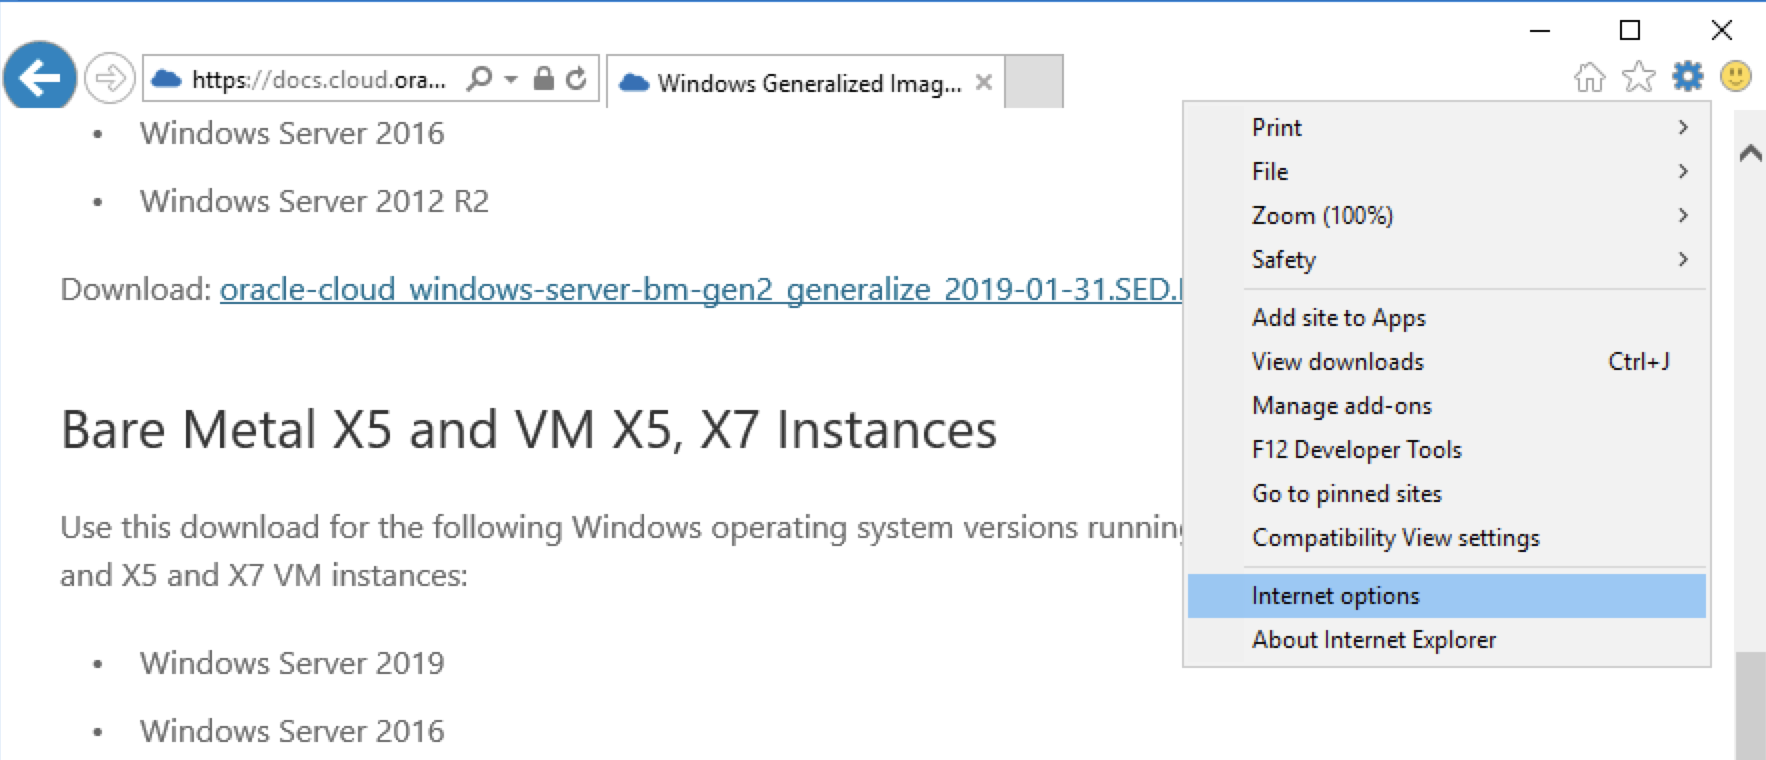 https://docs.cloud.ora...
Windows Generalized Imag...
• Windows Server 2016
• Windows Server 2012 R2
Download: oracle-cloud_windows-server-bm-gen2_generalize_2019-01-31.SED.
Bare Metal X5 and VM X5, X7 Instances
Use this download for the following Windows operating system versions running
and X5 and X7 VM instances:
• Windows Server 2019
• Windows Server 2016
Print
File
Zoom (100%)
Safety
Add site to Apps
View downloads Ctrl+J
Manage add-ons
F12 Developer Tools
Go to pinned sites
Compatibility View settings
Internet options
About Internet Explorer